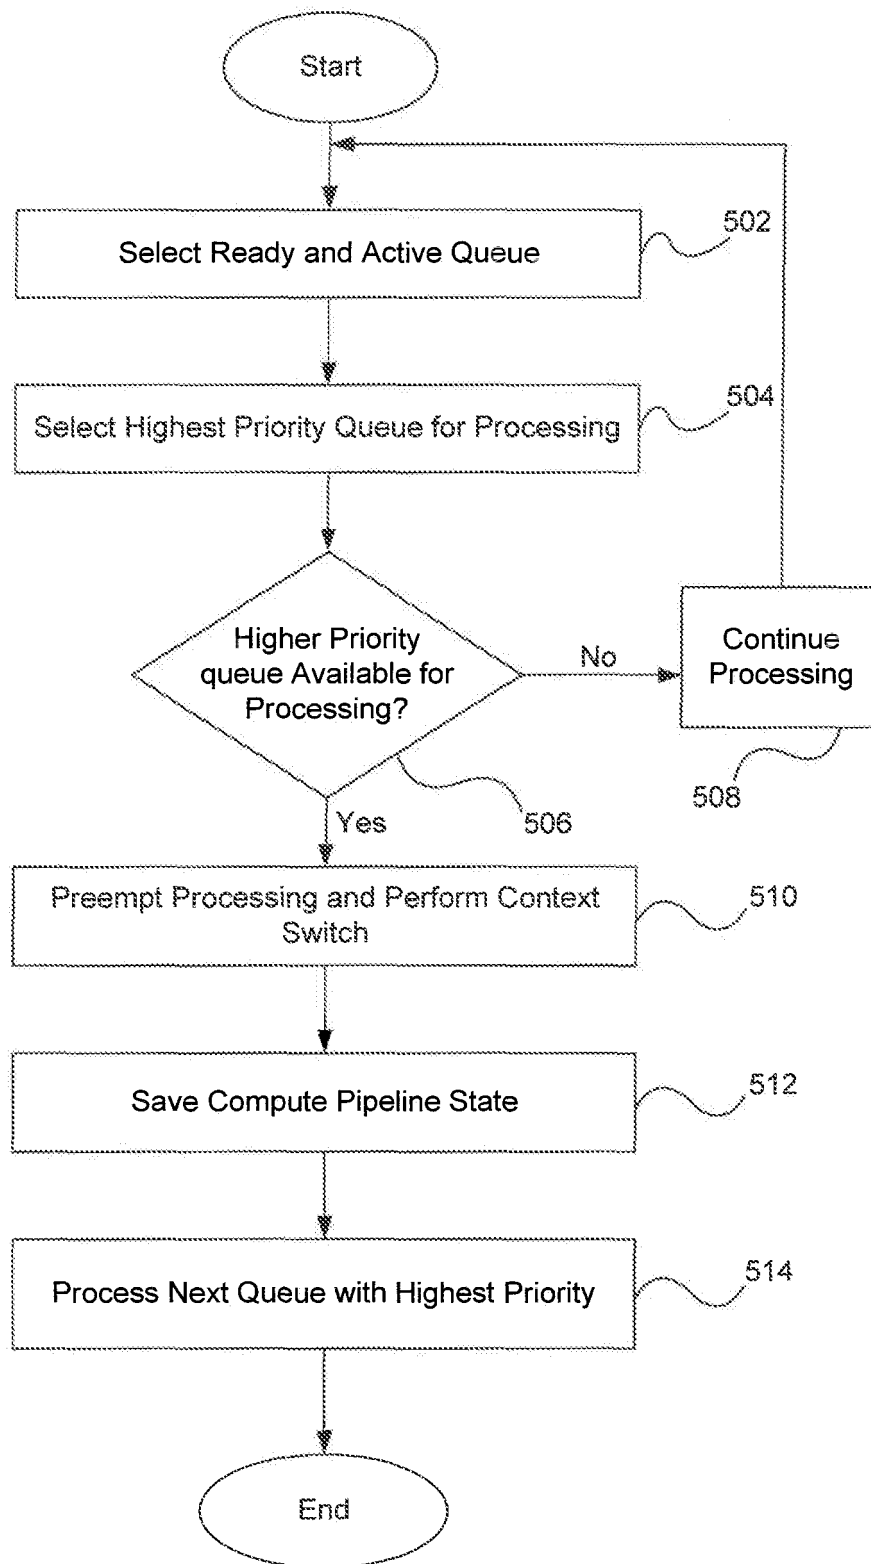 Start
Select Ready and Active Queue
502
Select Highest Priority Queue for Processing
504
Higher Priority
queue Available for
Processing?
No
Continue
Processing
508
506
Yes
Preempt Processing and Perform Context
Switch
510
Save Compute Pipeline State
512
Process Next Queue with Highest Priority
514
End